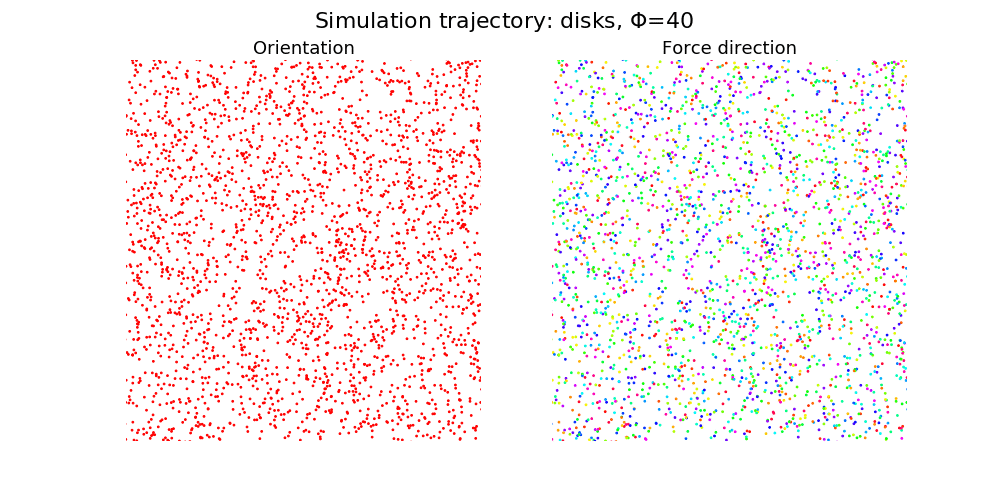 Simulation trajectory: disks, Φ=40
Orientation
Force direction